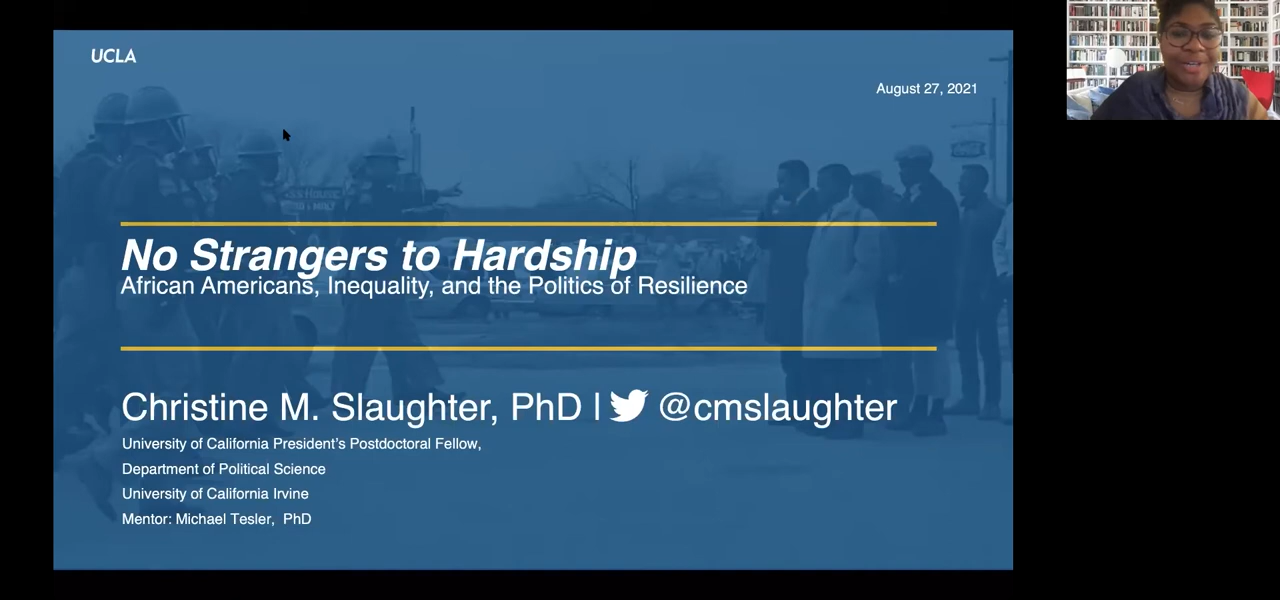 UCLA
August 27, 2021
No Strangers to Hardship
African Americans, Inequality, and the Politics of Resilience
Christine M. Slaughter, PhD | @cmslaughter
University of California President's Postdoctoral Fellow,
Department of Political Science
University of California Irvine
Mentor: Michael Tesler, PhD